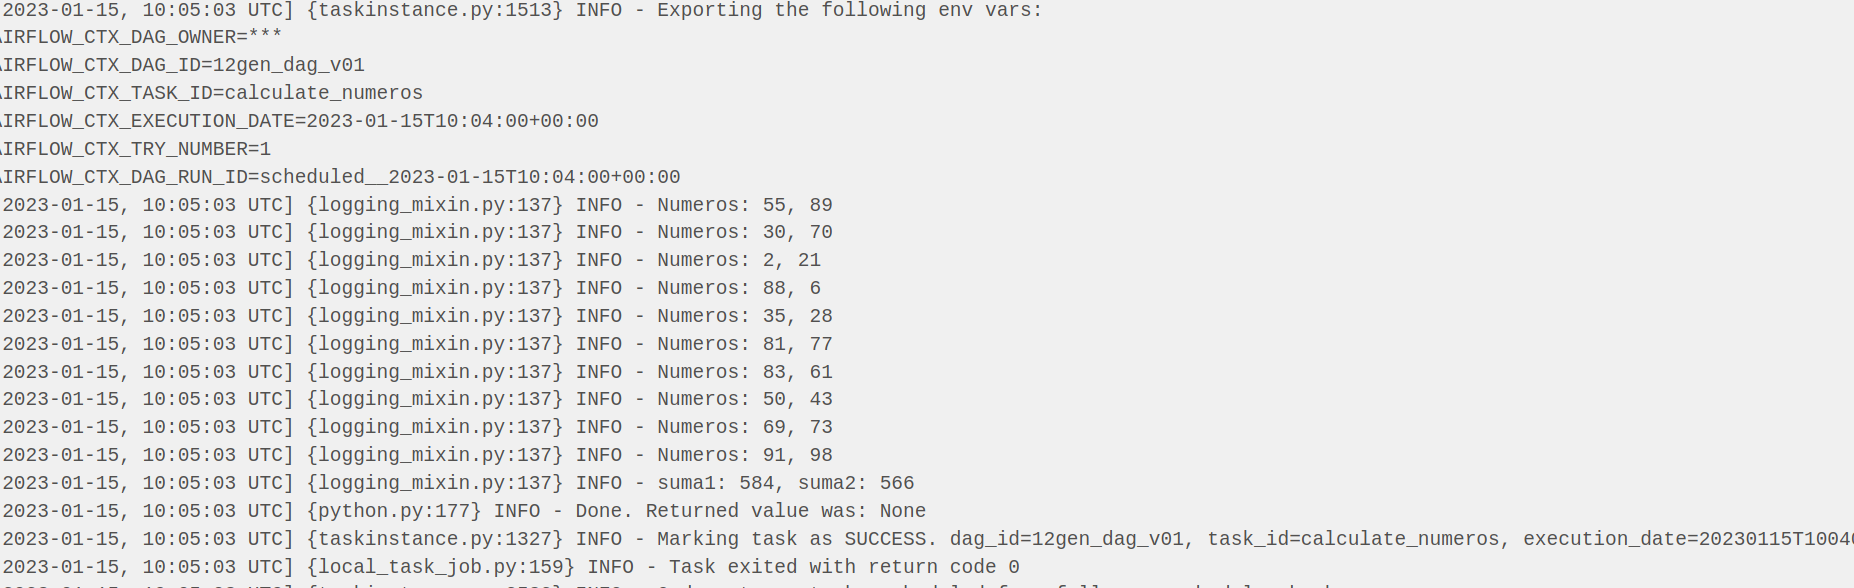 2023-01-15, 10:05:03 UTC] {taskinstance.py:1513} INFO - Exporting the following env vars:
AIRFLOW_CTX_DAG_OWNER=***
AIRFLOW_CTX_DAG_ID=12gen_dag_v01
AIRFLOW_CTX_TASK_ID=calculate_numeros
AIRFLOW_CTX_EXECUTION_DATE=2023-01-15T10:04:00+00:00
AIRFLOW_CTX_TRY_NUMBER=1
AIRFLOW_CTX_DAG_RUN_ID=scheduled__2023-01-15T10:04:00+00:00
2023-01-15, 10:05:03 UTC] {logging_mixin.py:137} INFO - Numeros: 55, 89
2023-01-15, 10:05:03 UTC] {logging_mixin.py:137} INFO - Numeros: 30, 70
2023-01-15, 10:05:03 UTC] {logging_mixin.py:137} INFO - Numeros: 2, 21
2023-01-15, 10:05:03 UTC] {logging_mixin.py:137} INFO - Numeros: 88, 6
2023-01-15, 10:05:03 UTC] {logging_mixin.py:137} INFO - Numeros: 35, 28
2023-01-15, 10:05:03 UTC] {logging_mixin.py:137} INFO - Numeros: 81, 77
2023-01-15, 10:05:03 UTC] {logging_mixin.py:137} INFO - Numeros: 83, 61
2023-01-15, 10:05:03 UTC] {logging_mixin.py:137} INFO - Numeros: 50, 43
2023-01-15, 10:05:03 UTC] {logging_mixin.py:137} INFO - Numeros: 69, 73
2023-01-15, 10:05:03 UTC] {logging_mixin.py:137} INFO - Numeros: 91, 98
2023-01-15, 10:05:03 UTC] {logging_mixin.py:137} INFO - suma1: 584, suma2: 566
2023-01-15, 10:05:03 UTC] {python.py:177} INFO - Done. Returned value was: None
2023-01-15, 10:05:03 UTC] {taskinstance.py:1327} INFO - Marking task as SUCCESS. dag_id=12gen_dag_v01, task_id=calculate_numeros, execution_date=20230115T10040
2023-01-15, 10:05:03 UTC] {local_task_job.py:159} INFO - Task exited with return code 0